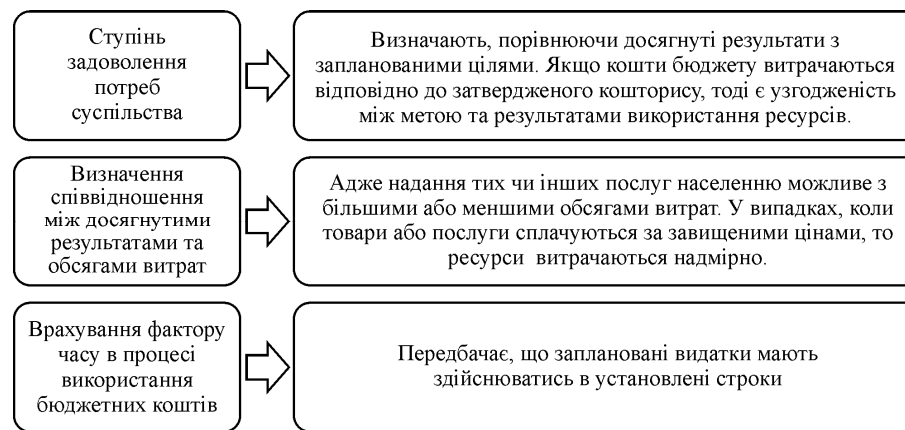 Ступінь
задоволення
потреб
суспільства
Визначають, порівнюючи досягнуті результати з
запланованими цілями. Якщо кошти бюджету витрачаються
відповідно до затвердженого кошторису, тоді є узгодженість
між метою та результатами використання ресурсів.
Визначення
співвідношення
між досягнутими
результатами та
обсягами витрат
Адже надання тих чи інших послуг населенню можливе з
більшими або меншими обсягами витрат. У випадках, коли
товари або послуги сплачуються за завищеними цінами, то
ресурси витрачаються надмірно.
Врахування фактору
часу в процесі
використання
бюджетних коштів
Передбачає, що заплановані видатки мають
здійснюватись в установлені строки